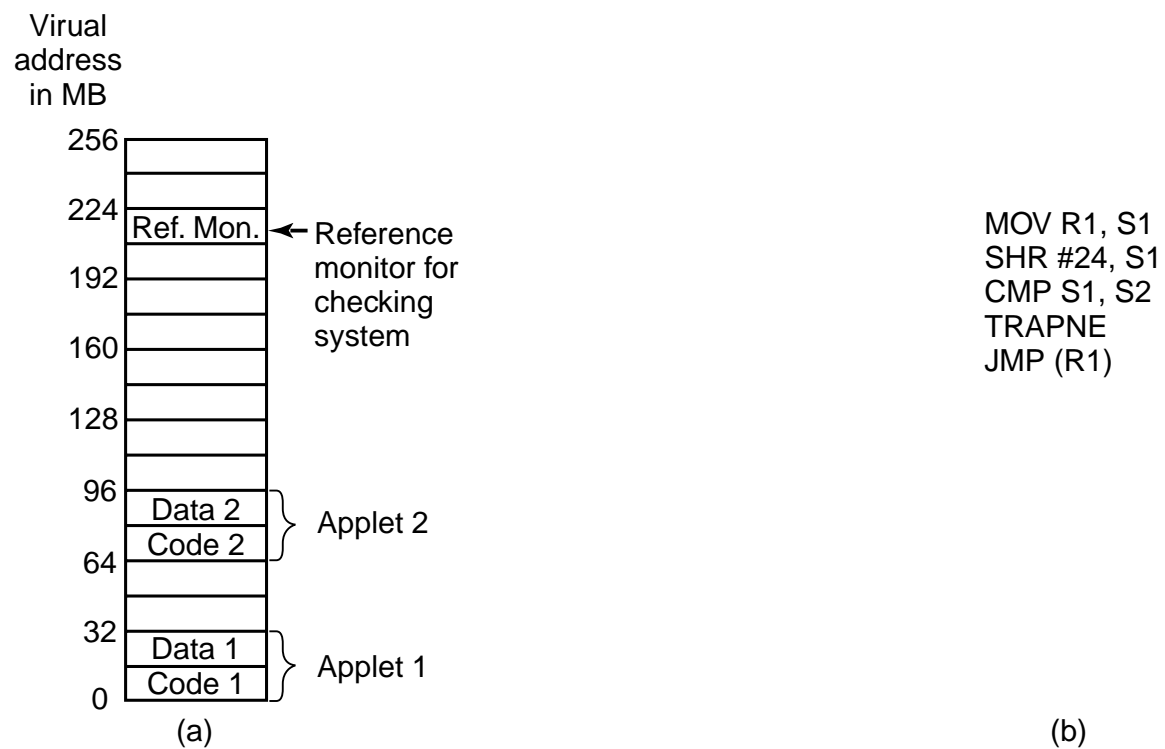 Virual
address
in MB
256
224
Ref. Mon.
Reference
monitor for
checking
system
192
160
128
96
Data 2
Code 2
Applet 2
64
32
Data 1
Code 1
Applet 1
0
(a)
MOV R1, S1
SHR #24, S1
CMP S1, S2
TRAPNE
JMP (R1)
(b)